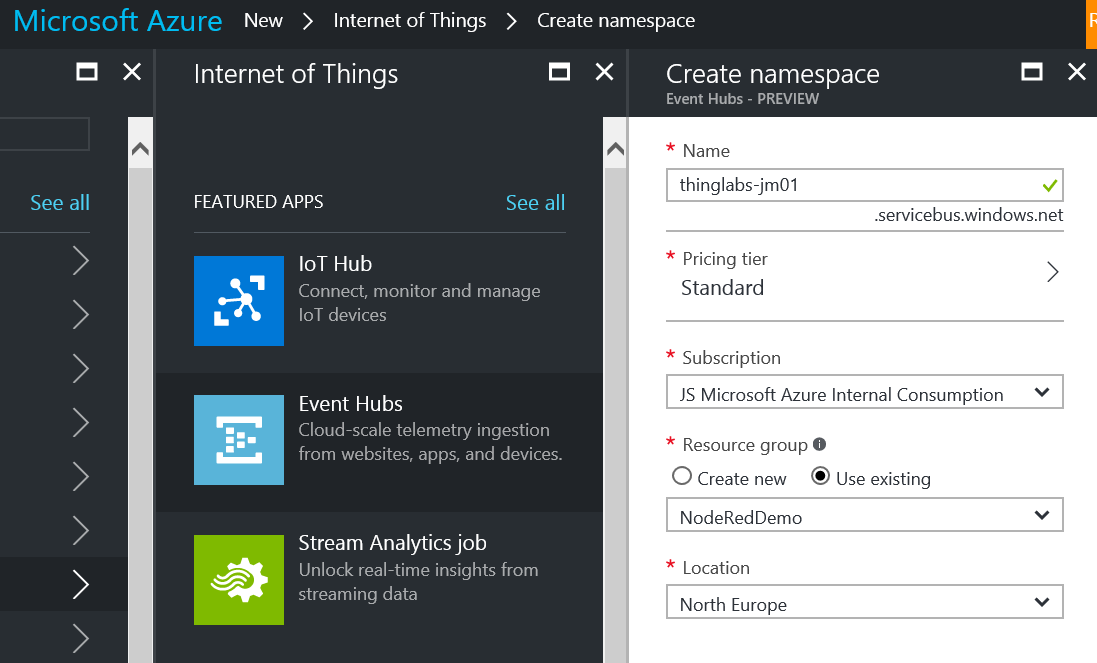 Microsoft Azure New > Internet of Things > Create namespace
R
See all
Internet of Things
FEATURED APPS See all
IoT Hub
Connect, monitor and manage
IoT devices
Event Hubs
Cloud-scale telemetry ingestion
from websites, apps, and devices.
Stream Analytics job
Unlock real-time insights from
streaming data
Create namespace
Event Hubs - PREVIEW
* Name
thinglabs-jm01
.servicebus.windows.net
* Pricing tier
Standard
* Subscription
JS Microsoft Azure Internal Consumption
* Resource group
Create new Use existing
NodeRedDemo
* Location
North Europe